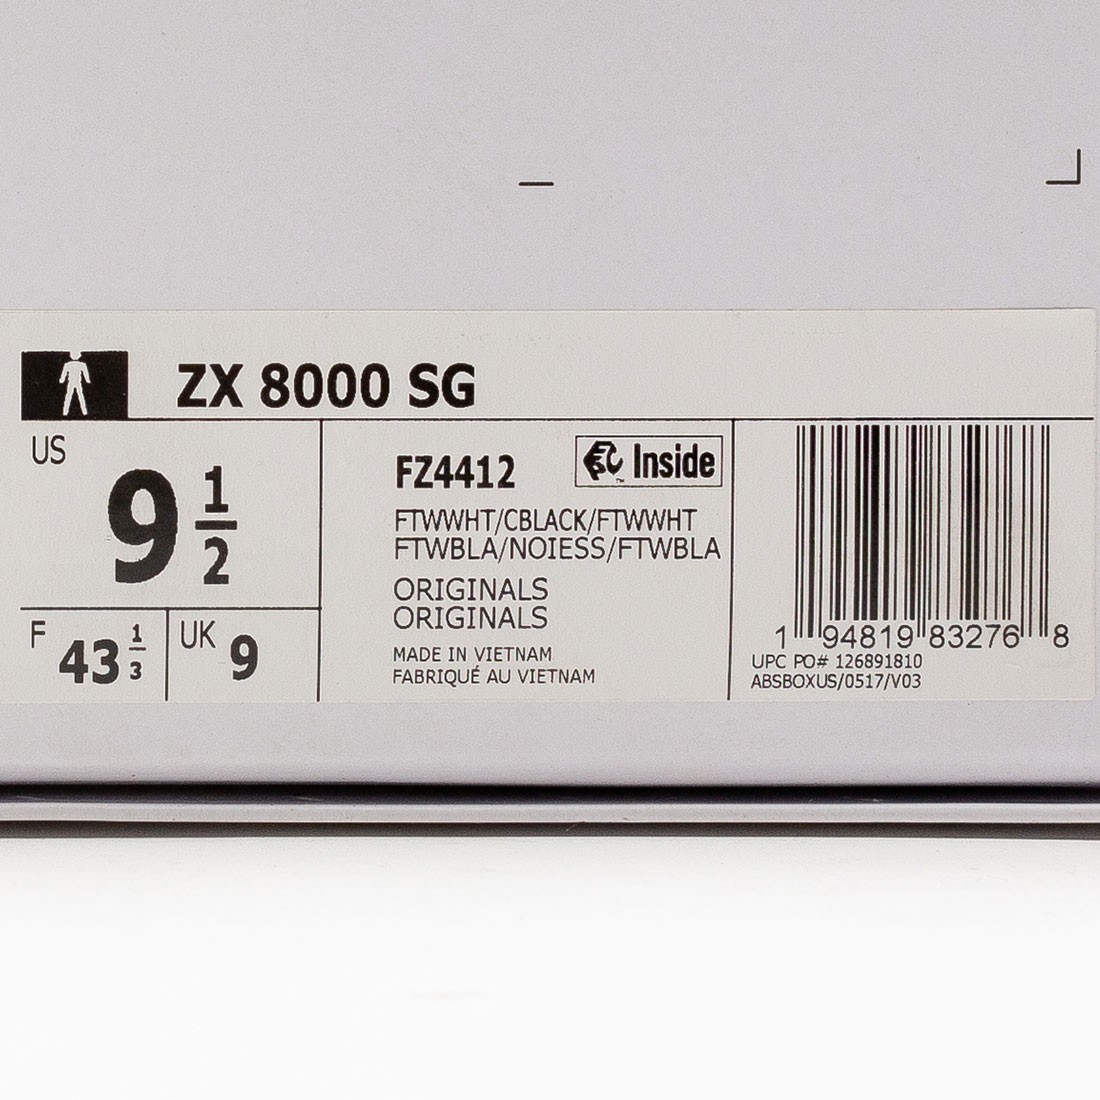 ZX 8000 SG
US
9 1/2
F 43 1/3
UK 9
FZ4412
Inside
FTWWHT/CBLACK/FTWWHT
FTWBLA/NOIESS/FTWBLA
ORIGINALS
ORIGINALS
MADE IN VIETNAM
FABRIQUÉ AU VIETNAM
1 94819 83276 8
UPC PO# 126891810
ABSBOXUS/0517/V03